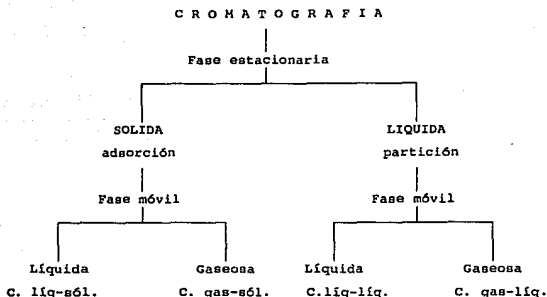 C R O M A T O G R A F I A
Fase estacionaria
SOLIDA LIQUIDA
adsorción partición
Fase móvil Fase móvil
Líquida Gaseosa Líquida Gaseosa
C. líq-sól. C. gas-sól. C.líq-líq. C. gas-líq.